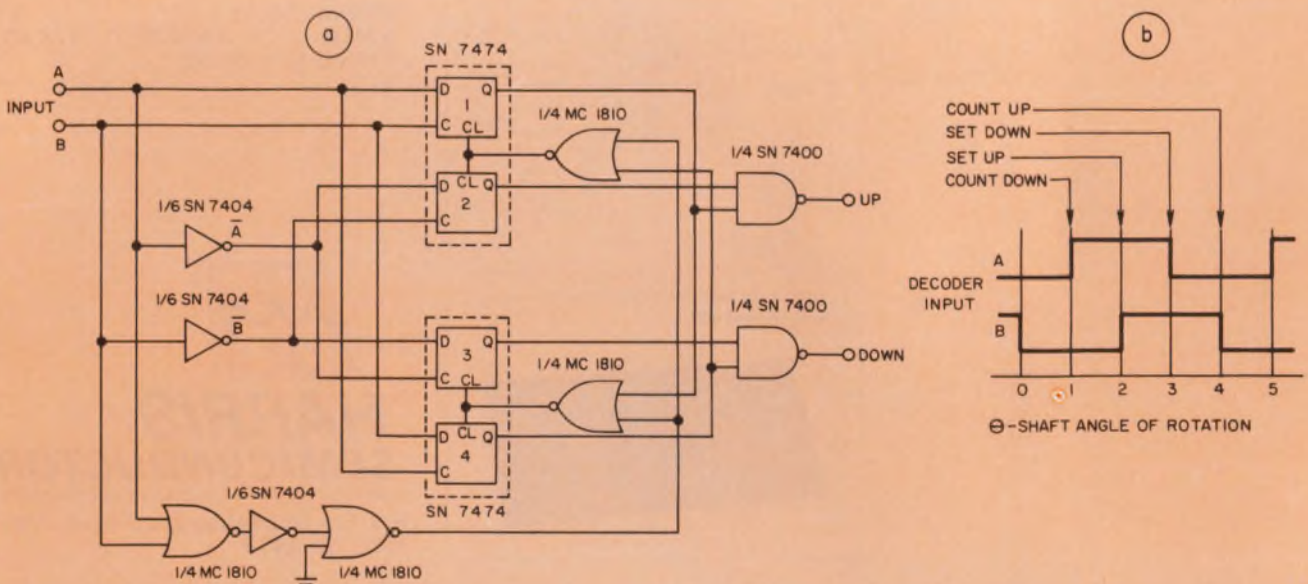 a
b
SN 7474
A
INPUT
B
D
Q
1
C
CL
1/4 MC 1810
CL
D
Q
2
C
1/4 SN 7400
UP
1/6 SN 7404
A̅
1/6 SN 7404
B̅
D
Q
3
C
CL
1/4 MC 1810
CL
D
Q
4
C
SN 7474
1/4 SN 7400
DOWN
1/6 SN 7404
1/4 MC 1810
1/4 MC 1810
COUNT UP
SET DOWN
SET UP
COUNT DOWN
A
DECODER
INPUT
B
0 1 2 3 4 5
Θ-SHAFT ANGLE OF ROTATION